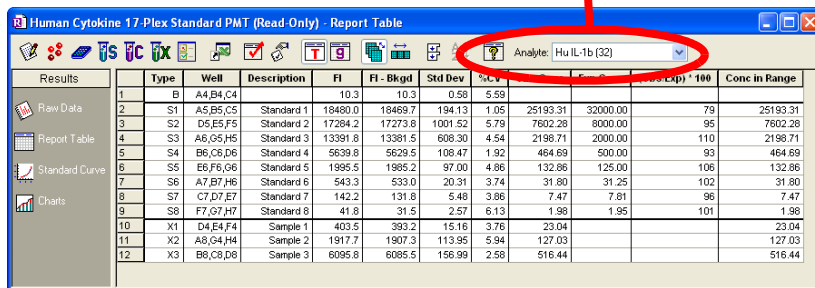 Human Cytokine 17-Plex Standard PMT (Read-Only) - Report Table
Analyte: Hu IL-1b (32)
Results
Raw Data
Report Table
Standard Curve
Charts
Type Well Description FI FI - Bkgd Std Dev %CV * 100 Conc in Range
1 B A4,B4,C4 10.3 10.3 0.58 5.59
2 S1 A5,B5,C5 Standard 1 18480.0 18469.7 194.13 1.05 25193.31 32000.00 79 25193.31
3 S2 D5,E5,F5 Standard 2 17284.2 17273.8 1001.52 5.79 7602.28 8000.00 95 7602.28
4 S3 A6,G5,H5 Standard 3 13391.8 13381.5 608.30 4.54 2198.71 2000.00 110 2198.71
5 S4 B6,C6,D6 Standard 4 5639.8 5629.5 108.47 1.92 464.69 500.00 93 464.69
6 S5 E6,F6,G6 Standard 5 1995.5 1985.2 97.00 4.86 132.86 125.00 106 132.86
7 S6 A7,B7,H6 Standard 6 543.3 533.0 20.31 3.74 31.80 31.25 102 31.80
8 S7 C7,D7,E7 Standard 7 142.2 131.8 5.48 3.86 7.47 7.81 96 7.47
9 S8 F7,G7,H7 Standard 8 41.8 31.5 2.57 6.13 1.98 1.95 101 1.98
10 X1 D4,E4,F4 Sample 1 403.5 393.2 15.16 3.76 23.04 23.04
11 X2 A8,G4,H4 Sample 2 1917.7 1907.3 113.95 5.94 127.03 127.03
12 X3 B8,C8,D8 Sample 3 6095.8 6085.5 156.99 2.58 516.44 516.44